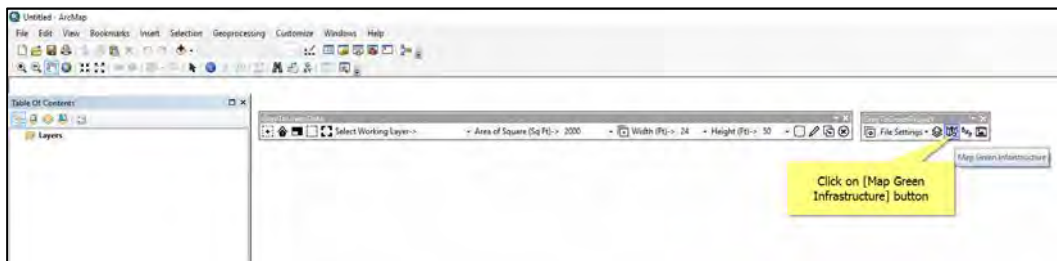 Untitled - ArcMap
File Edit View Bookmarks Insert Selection Geoprocessing Customize Windows Help
Table Of Contents
Layers
Select Working Layer-> Area of Square (Sq Ft)-> 2000 Width (Ft)-> 24 Height (Ft)-> 50
File Settings
Map Green Infrastructure
Click on [Map Green
Infrastructure] button